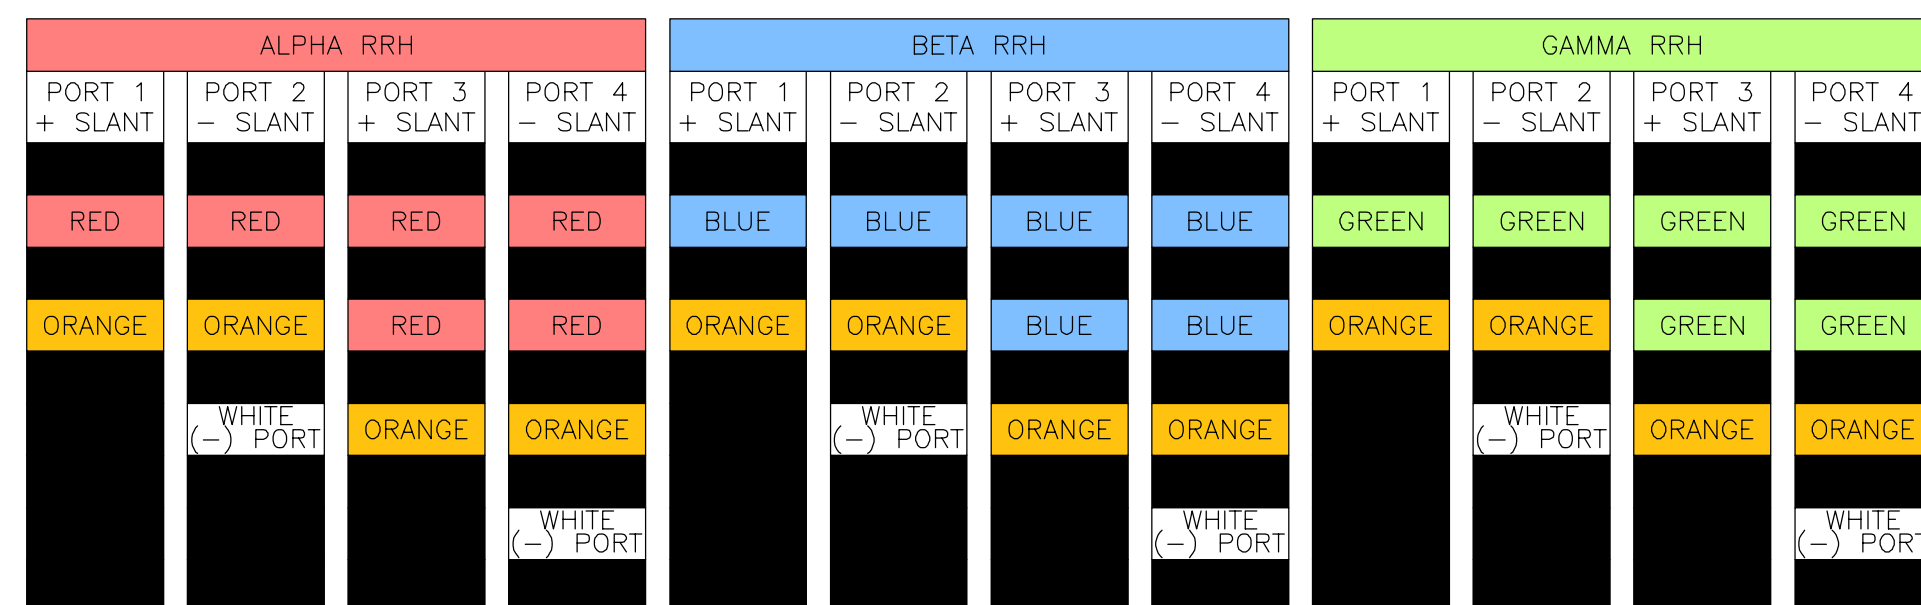 ALPHA RRH BETA RRH GAMMA RRH
PORT 1 PORT 2 PORT 3 PORT 4 PORT 1 PORT 2 PORT 3 PORT 4 PORT 1 PORT 2 PORT 3 PORT 4
+ SLANT - SLANT + SLANT - SLANT + SLANT - SLANT + SLANT - SLANT + SLANT - SLANT + SLANT - SLANT
RED RED RED RED BLUE BLUE BLUE BLUE GREEN GREEN GREEN GREEN
ORANGE ORANGE RED RED ORANGE ORANGE BLUE BLUE ORANGE ORANGE GREEN GREEN
WHITE WHITE WHITE
(-) PORT ORANGE ORANGE (-) PORT ORANGE ORANGE (-) PORT ORANGE ORANGE
WHITE WHITE WHITE
(-) PORT (-) PORT (-) PORT